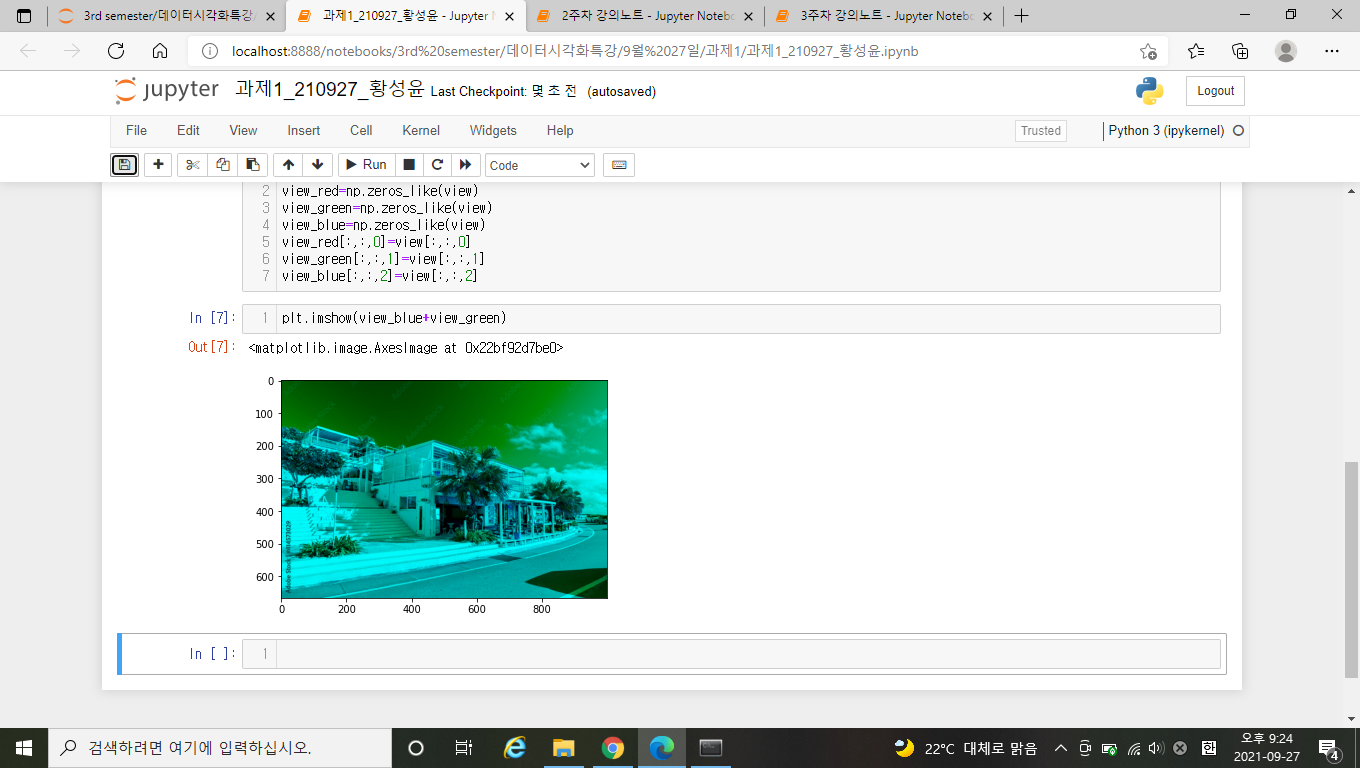 3rd semester/데이터시각화특강/
과제1_210927_황성윤 - Jupyter N
2주차 강의노트 - Jupyter Notebo
3주차 강의노트 - Jupyter Notebo
localhost:8888/notebooks/3rd%20semester/데이터시각화특강/9월%2027일/과제1/과제1_210927_황성윤.ipynb
jupyter 과제1_210927_황성윤 Last Checkpoint: 몇 초 전 (autosaved)
Logout
File Edit View Insert Cell Kernel Widgets Help
Trusted
Python 3 (ipykernel)
Run
Code
2 view_red=np.zeros_like(view)
3 view_green=np.zeros_like(view)
4 view_blue=np.zeros_like(view)
5 view_red[:,:,0]=view[:,:,0]
6 view_green[:,:,1]=view[:,:,1]
7 view_blue[:,:,2]=view[:,:,2]
In [7]: 1 plt.imshow(view_blue+view_green)
Out[7]: <matplotlib.image.AxesImage at 0x22bf92d7be0>
0
100
200
300
400
500
600
0 200 400 600 800
In [ ]: 1
검색하려면 여기에 입력하십시오.
22°C 대체로 맑음
한
오후 9:24
2021-09-27
4